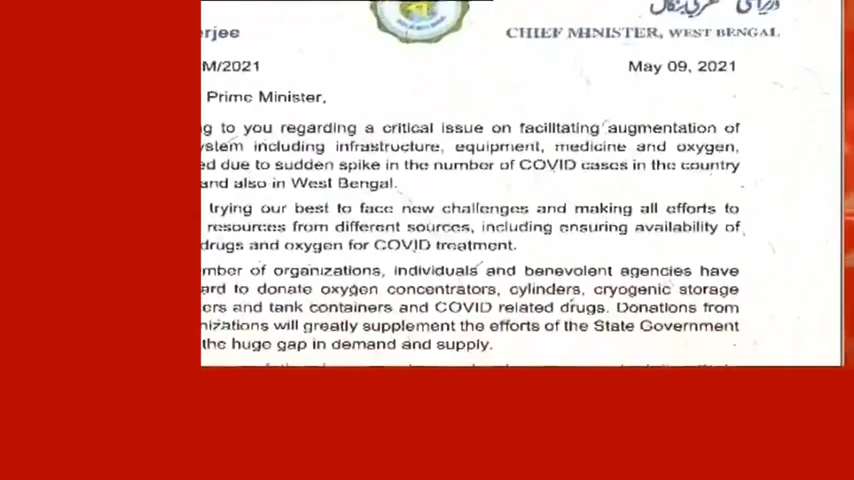 erjee
CHIEF MINISTER, WEST BENGAL
M/2021
May 09, 2021
Prime Minister,
ng to you regarding a critical issue on facilitating augmentation of
ystem including infrastructure, equipment, medicine and oxygen,
ed due to sudden spike in the number of COVID cases in the country
and also in West Bengal.
trying our best to face new challenges and making all efforts to
resources from different sources, including ensuring availability of
drugs and oxygen for COVID treatment.
mber of organizations, individuals and benevolent agencies have
ard to donate oxygen concentrators, cylinders, cryogenic storage
ers and tank containers and COVID related drugs. Donations from
nizations will greatly supplement the efforts of the State Government
the huge gap in demand and supply.